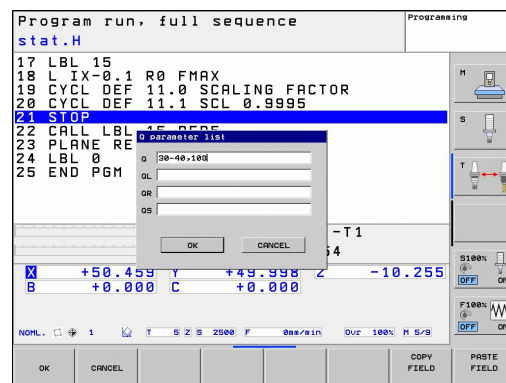 Program run, full sequence
Programming
stat.H
17 LBL 15
18 L IX-0.1 R0 FMAX
19 CYCL DEF 11.0 SCALING FACTOR
20 CYCL DEF 11.1 SCL 0.9995
21 STOP
22 CALL LBL 15 REP5
23 PLANE RE
24 LBL 0
25 END PGM
Q parameter list
Q 30-40,108
QL
QR
QS
OK CANCEL
-T1
X +50.459 Y +49.998 Z -10.255
B +0.000 C +0.000
NOML. 1 T 5 Z S 2500 F 0mm/min Ovr 100% M 5/9
M
S
T
S100%
OFF ON
F100%
OFF ON
OK CANCEL COPY FIELD PASTE FIELD